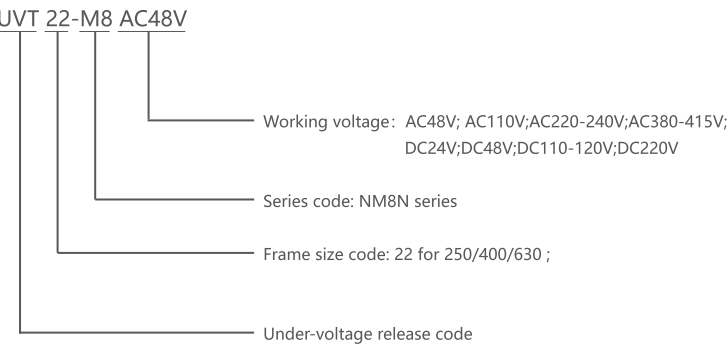 UVT 22-M8 AC48V
Working voltage：AC48V; AC110V;AC220-240V;AC380-415V;
DC24V;DC48V;DC110-120V;DC220V
Series code: NM8N series
Frame size code: 22 for 250/400/630 ;
Under-voltage release code